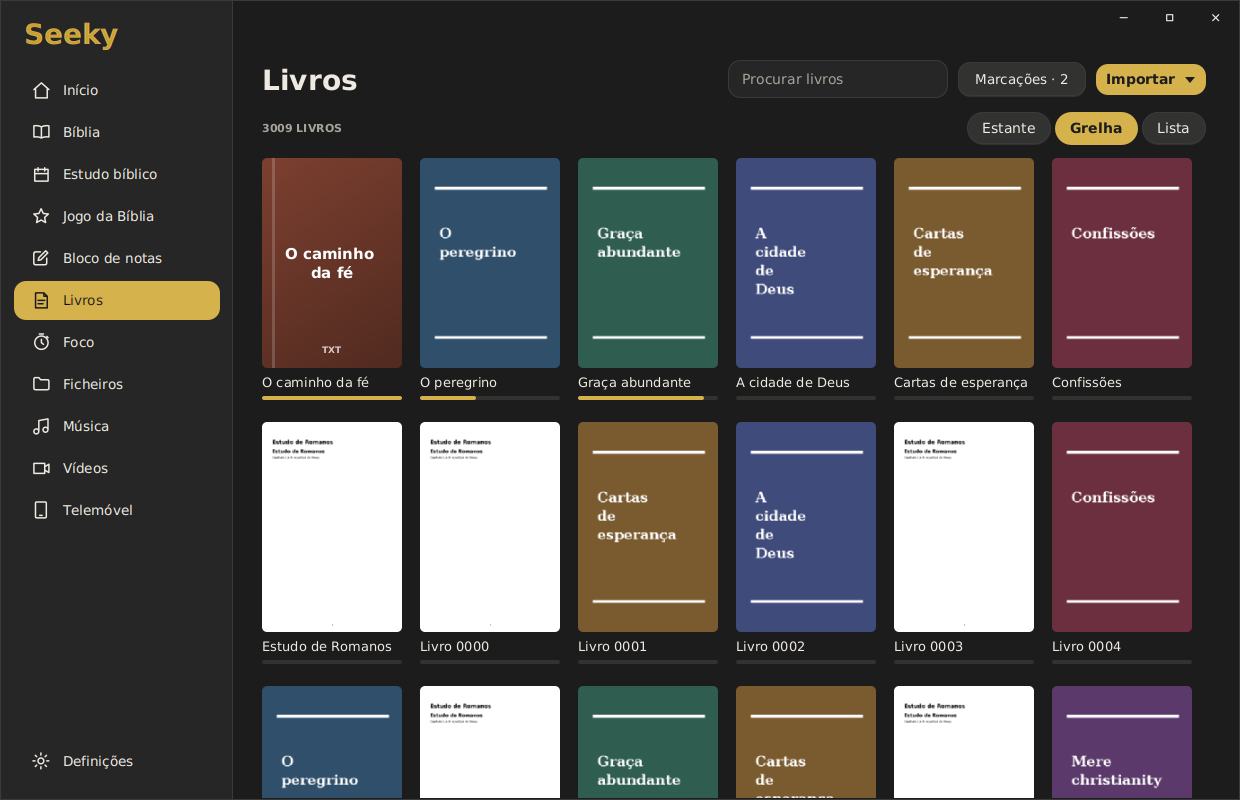 Seeky
Início
Bíblia
Estudo bíblico
Jogo da Bíblia
Bloco de notas
Livros
Foco
Ficheiros
Música
Vídeos
Telemóvel
Definições
Livros
Procurar livros
Marcações · 2
Importar
3009 LIVROS
Estante
Grelha
Lista
O caminho
da fé
TXT
O
peregrino
Graça
abundante
A
cidade
de
Deus
Cartas
de
esperança
Confissões
O caminho da fé
O peregrino
Graça abundante
A cidade de Deus
Cartas de esperança
Confissões
Estudo de Romanos
Estudo de Romanos
Estudo de Romanos
Estudo de Romanos
Cartas
de
esperança
A
cidade
de
Deus
Estudo de Romanos
Estudo de Romanos
Confissões
Estudo de Romanos
Livro 0000
Livro 0001
Livro 0002
Livro 0003
Livro 0004
O
peregrino
Estudo de Romanos
Estudo de Romanos
Graça
abundante
Cartas
de
esperança
Estudo de Romanos
Estudo de Romanos
Mere
christianity